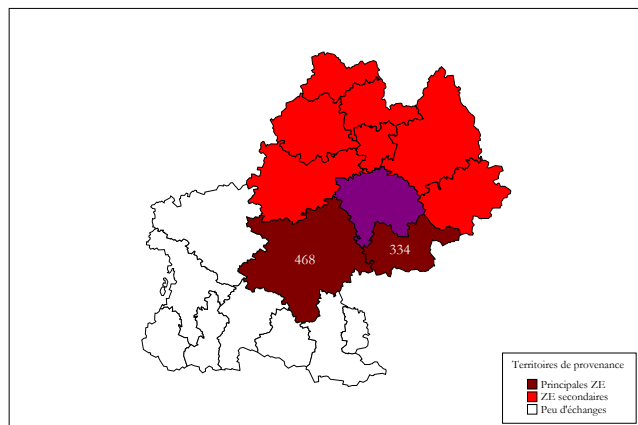 334
468
Territoires de provenance
Principales ZE
ZE secondaires
Peu d'échanges